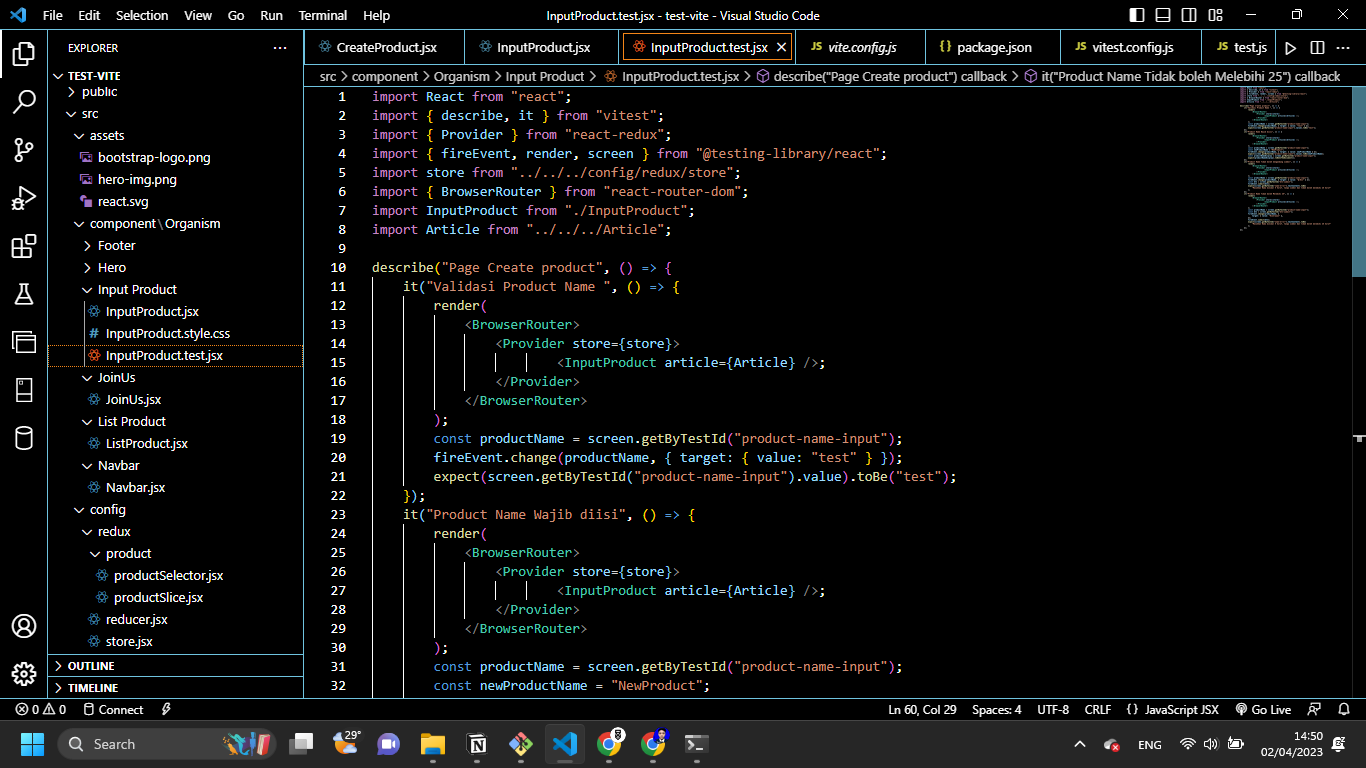 File Edit Selection View Go Run Terminal Help InputProduct.test.jsx - test-vite - Visual Studio Code
EXPLORER
TEST-VITE
public
src
assets
bootstrap-logo.png
hero-img.png
react.svg
component\Organism
Footer
Hero
Input Product
InputProduct.jsx
# InputProduct.style.css
InputProduct.test.jsx
JoinUs
JoinUs.jsx
List Product
ListProduct.jsx
Navbar
Navbar.jsx
config
redux
product
productSelector.jsx
productSlice.jsx
reducer.jsx
store.jsx
OUTLINE
TIMELINE
CreateProduct.jsx InputProduct.jsx InputProduct.test.jsx JS vite.config.js {} package.json JS vitest.config.js JS test.js
src > component > Organism > Input Product > InputProduct.test.jsx > describe("Page Create product") callback > it("Product Name Tidak boleh Melebihi 25") callback
1 import React from "react";
2 import { describe, it } from "vitest";
3 import { Provider } from "react-redux";
4 import { fireEvent, render, screen } from "@testing-library/react";
5 import store from "../../../config/redux/store";
6 import { BrowserRouter } from "react-router-dom";
7 import InputProduct from "./InputProduct";
8 import Article from "../../../Article";
9
10 describe("Page Create product", () => {
11 it("Validasi Product Name ", () => {
12 render(
13 <BrowserRouter>
14 <Provider store={store}>
15 <InputProduct article={Article} />;
16 </Provider>
17 </BrowserRouter>
18 );
19 const productName = screen.getByTestId("product-name-input");
20 fireEvent.change(productName, { target: { value: "test" } });
21 expect(screen.getByTestId("product-name-input").value).toBe("test");
22 });
23 it("Product Name Wajib diisi", () => {
24 render(
25 <BrowserRouter>
26 <Provider store={store}>
27 <InputProduct article={Article} />;
28 </Provider>
29 </BrowserRouter>
30 );
31 const productName = screen.getByTestId("product-name-input");
32 const newProductName = "NewProduct";
0 0 Connect Ln 60, Col 29 Spaces: 4 UTF-8 CRLF {} JavaScript JSX Go Live
Search 29° ENG 14:50
02/04/2023